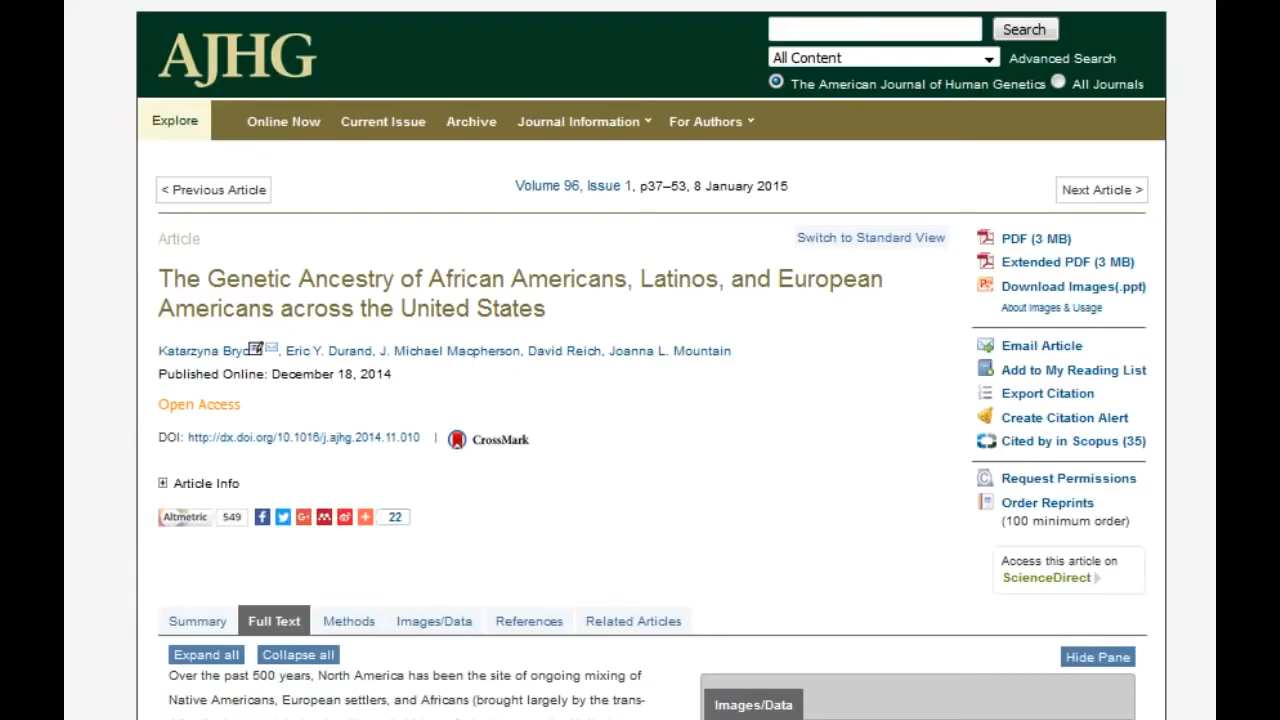 AJHG
Search
All Content
Advanced Search
The American Journal of Human Genetics
All Journals
Explore
Online Now
Current Issue
Archive
Journal Information
For Authors
< Previous Article
Volume 96, Issue 1, p37–53, 8 January 2015
Next Article >
Article
Switch to Standard View
The Genetic Ancestry of African Americans, Latinos, and European
Americans across the United States
Katarzyna Bryc, Eric Y. Durand, J. Michael Macpherson, David Reich, Joanna L. Mountain
Published Online: December 18, 2014
Open Access
DOI: http://dx.doi.org/10.1016/j.ajhg.2014.11.010 | CrossMark
Article Info
Altmetric 549
22
PDF (3 MB)
Extended PDF (3 MB)
Download Images(.ppt)
About Images & Usage
Email Article
Add to My Reading List
Export Citation
Create Citation Alert
Cited by in Scopus (35)
Request Permissions
Order Reprints
(100 minimum order)
Access this article on
ScienceDirect
Summary
Full Text
Methods
Images/Data
References
Related Articles
Expand all
Collapse all
Hide Pane
Over the past 500 years, North America has been the site of ongoing mixing of
Native Americans, European settlers, and Africans (brought largely by the trans-
Images/Data